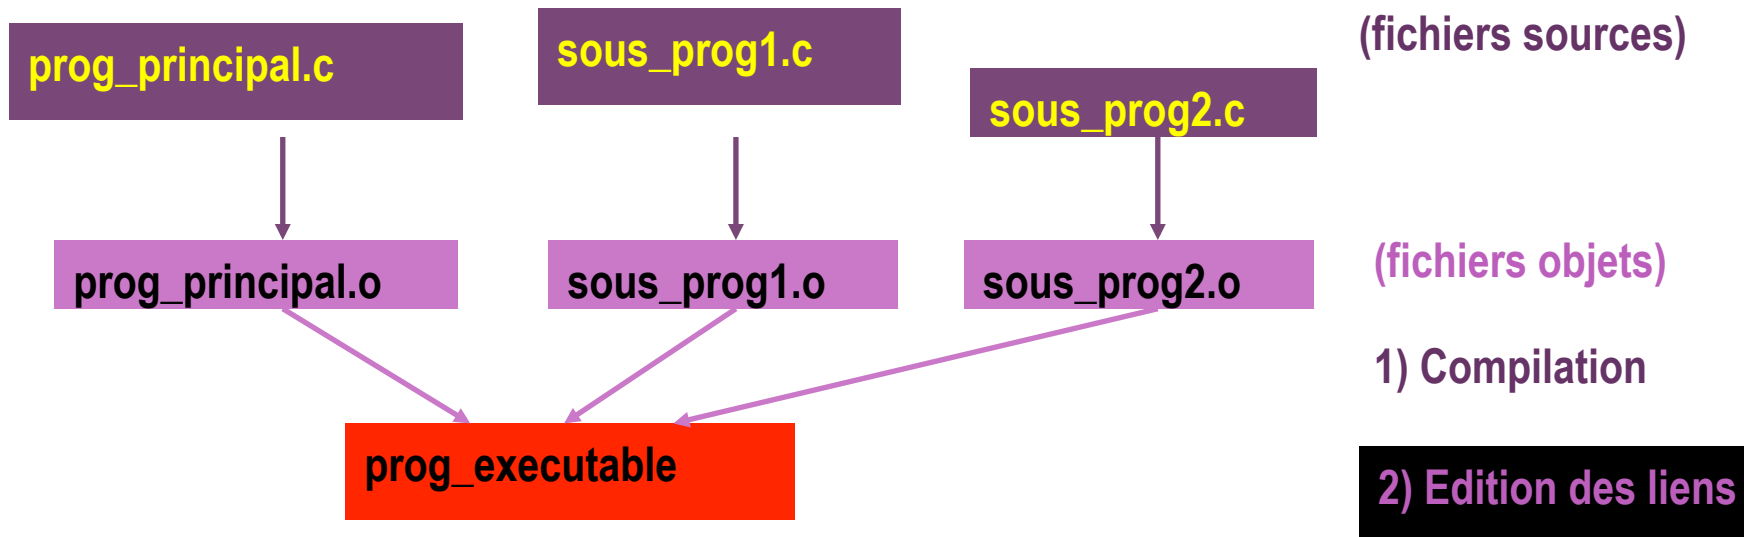 prog_principal.c
sous_prog1.c
sous_prog2.c
(fichiers sources)
prog_principal.o
sous_prog1.o
sous_prog2.o
(fichiers objets)
1) Compilation
prog_executable
2) Edition des liens